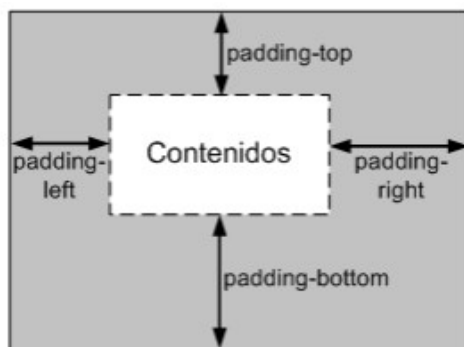 padding-top
Contenidos
padding-
left
padding-
right
padding-bottom